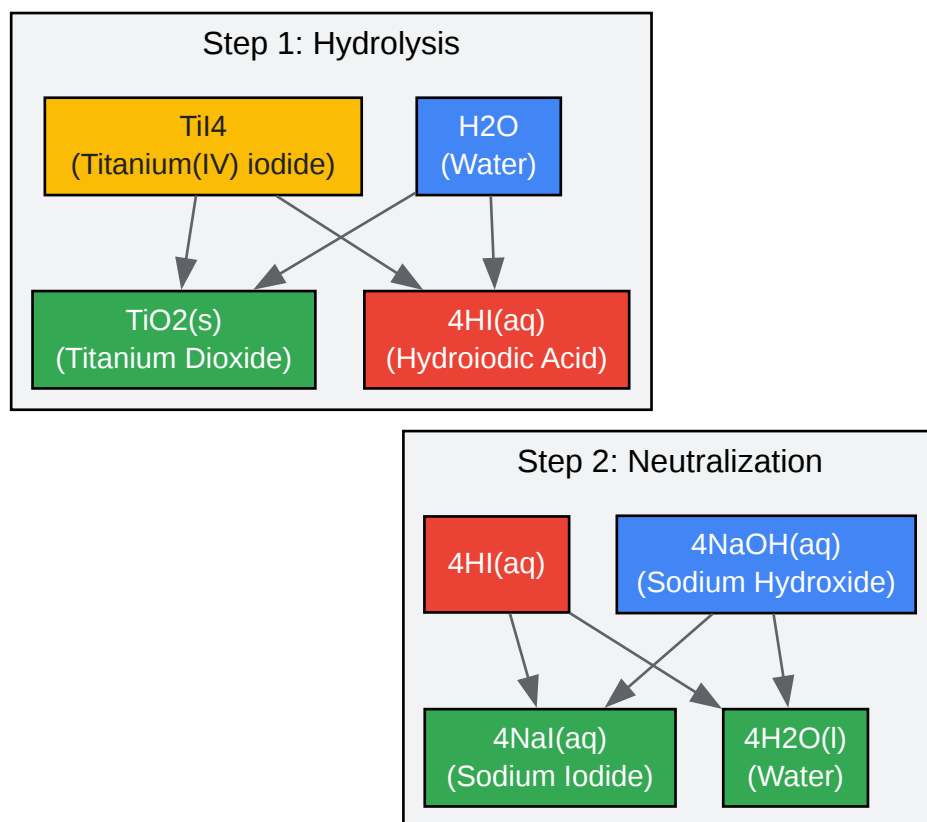 Step 1: Hydrolysis
TiI4
(Titanium(IV) iodide)
H2O
(Water)
TiO2(s)
(Titanium Dioxide)
4HI(aq)
(Hydroiodic Acid)
Step 2: Neutralization
4HI(aq)
4NaOH(aq)
(Sodium Hydroxide)
4NaI(aq)
(Sodium Iodide)
4H2O(l)
(Water)